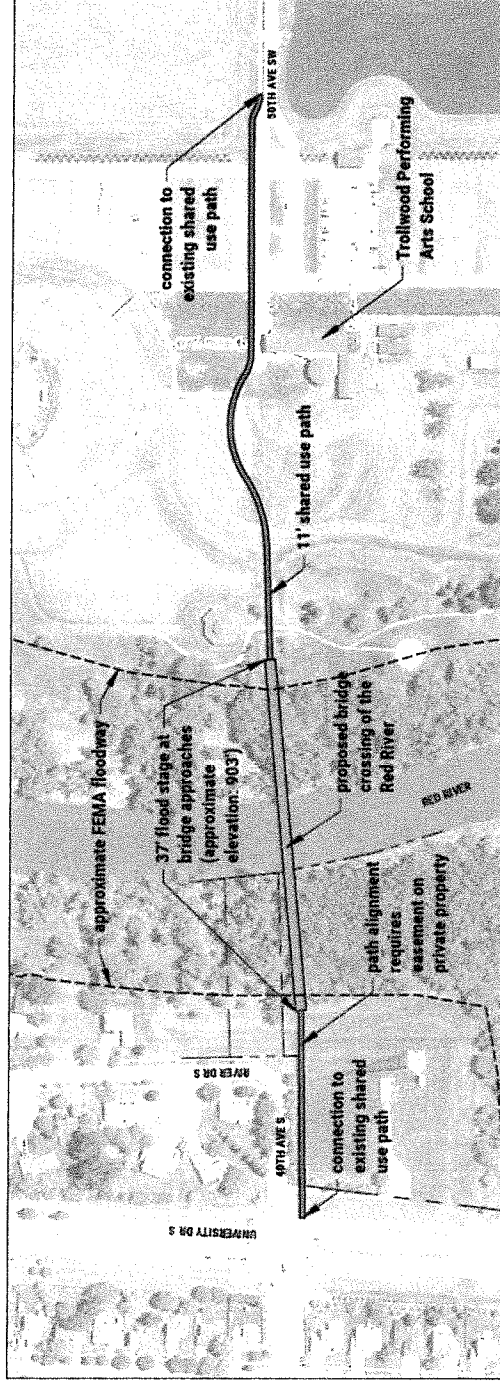 approximate FEMA floodway
connection to
existing shared
use path
50TH AVE SW
37' flood stage at
bridge approaches
(approximate
elevation: 903')
11' shared use path
Trollwood Performing
Arts School
RIVER DR S
40TH AVE S
UNIVERSITY DR S
connection to
existing shared
use path
path alignment
requires
easement on
private property
proposed bridge
crossing of the
Red River
RED RIVER